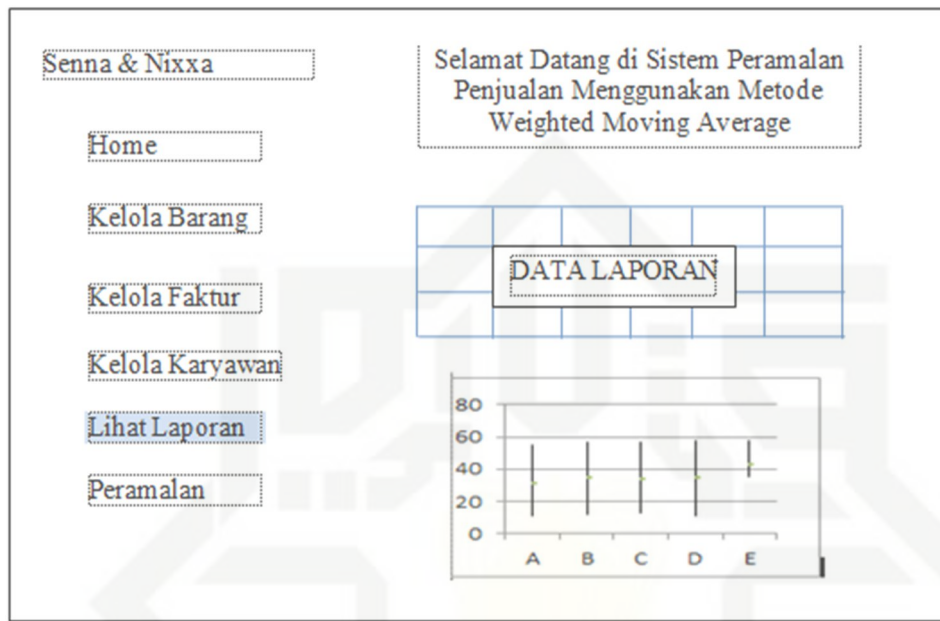 Senna & Nixxa
Selamat Datang di Sistem Peramalan
Penjualan Menggunakan Metode
Weighted Moving Average
Home
Kelola Barang
Kelola Faktur
Kelola Karyawan
Lihat Laporan
Peramalan
DATA LAPORAN
80
60
40
20
0
A B C D E